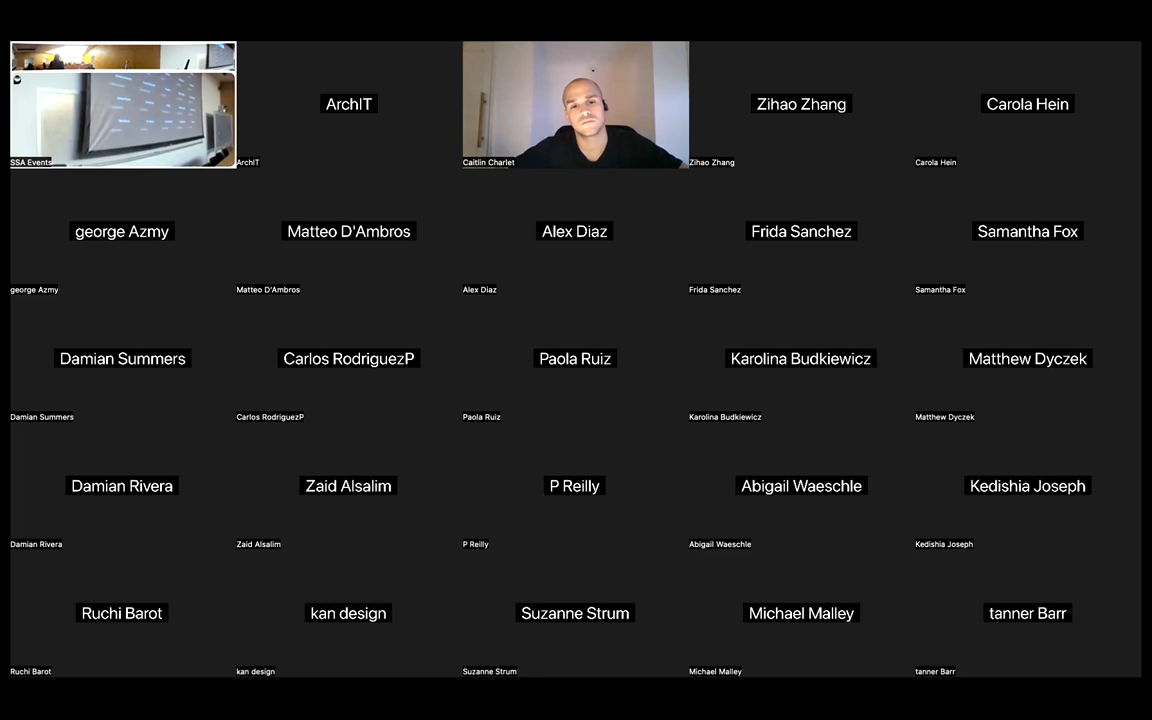 SSA Events
ArchIT
ArchIT
Caitlin Charlet
Zihao Zhang
Zihao Zhang
Carola Hein
Carola Hein
george Azmy
george Azmy
Matteo D'Ambros
Matteo D'Ambros
Alex Diaz
Alex Diaz
Frida Sanchez
Frida Sanchez
Samantha Fox
Samantha Fox
Damian Summers
Damian Summers
Carlos RodriguezP
Carlos RodriguezP
Paola Ruiz
Paola Ruiz
Karolina Budkiewicz
Karolina Budkiewicz
Matthew Dyczek
Matthew Dyczek
Damian Rivera
Damian Rivera
Zaid Alsalim
Zaid Alsalim
P Reilly
P Reilly
Abigail Waeschle
Abigail Waeschle
Kedishia Joseph
Kedishia Joseph
Ruchi Barot
Ruchi Barot
kan design
kan design
Suzanne Strum
Suzanne Strum
Michael Malley
Michael Malley
tanner Barr
tanner Barr